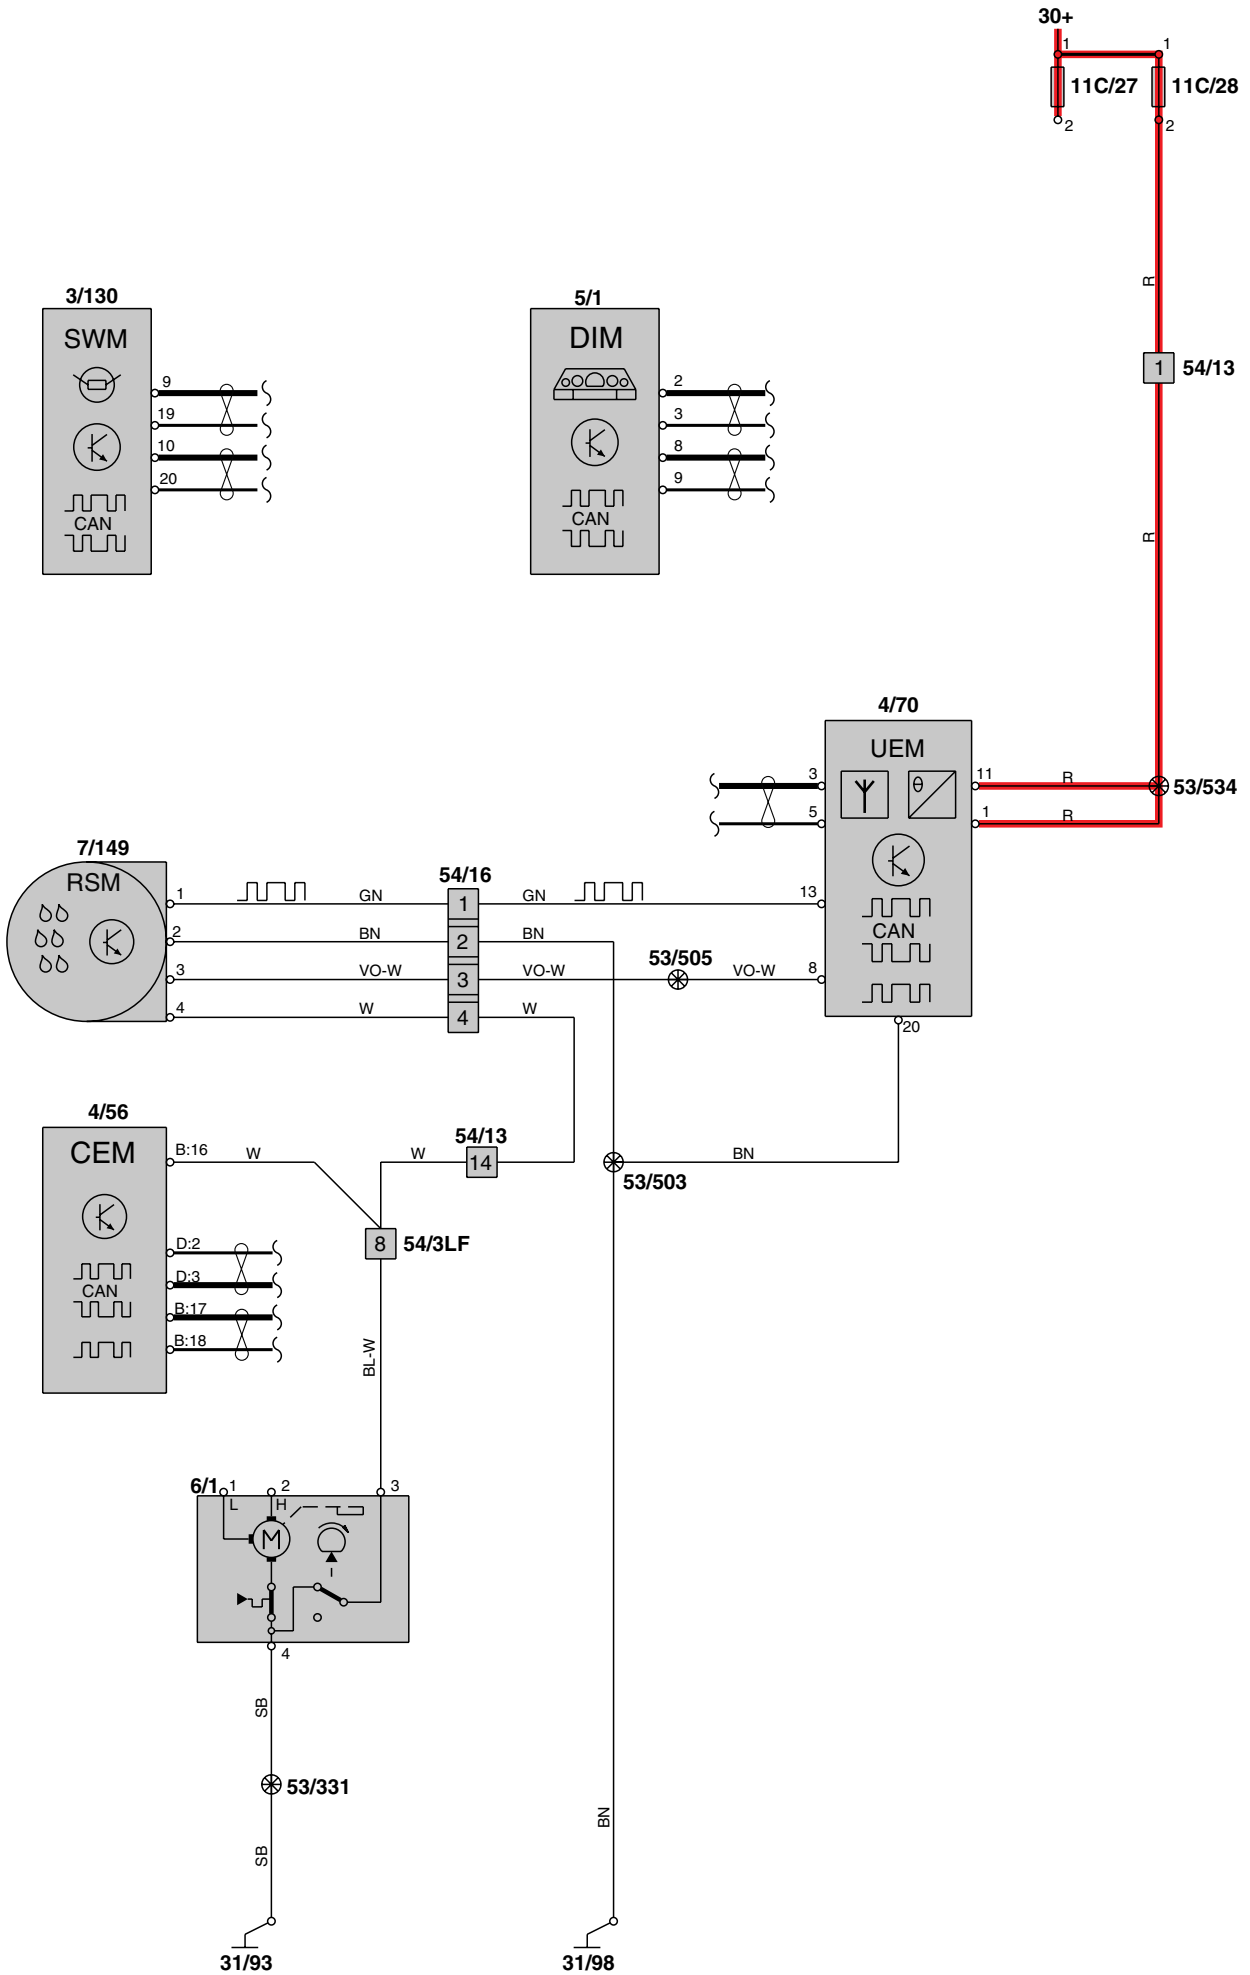 30+
1
1
11C/27
11C/28
2
2
R
3/130
5/1
SWM
DIM
54/13
1
9
19
10
20
CAN
2
3
8
9
CAN
R
4/70
UEM
3
5
θ
11
R
1
R
53/534
7/149
RSM
54/16
1
GN
1
GN
13
2
BN
2
BN
CAN
53/505
3
VO-W
3
VO-W
VO-W
8
4
W
4
W
20
4/56
CEM
B:16
W
54/13
W
14
53/503
BN
8
54/3LF
D:2
D:3
CAN
B:17
B:18
BL-W
6/1
1
2
3
L
H
M
I
4
SB
53/331
BN
SB
31/93
31/98